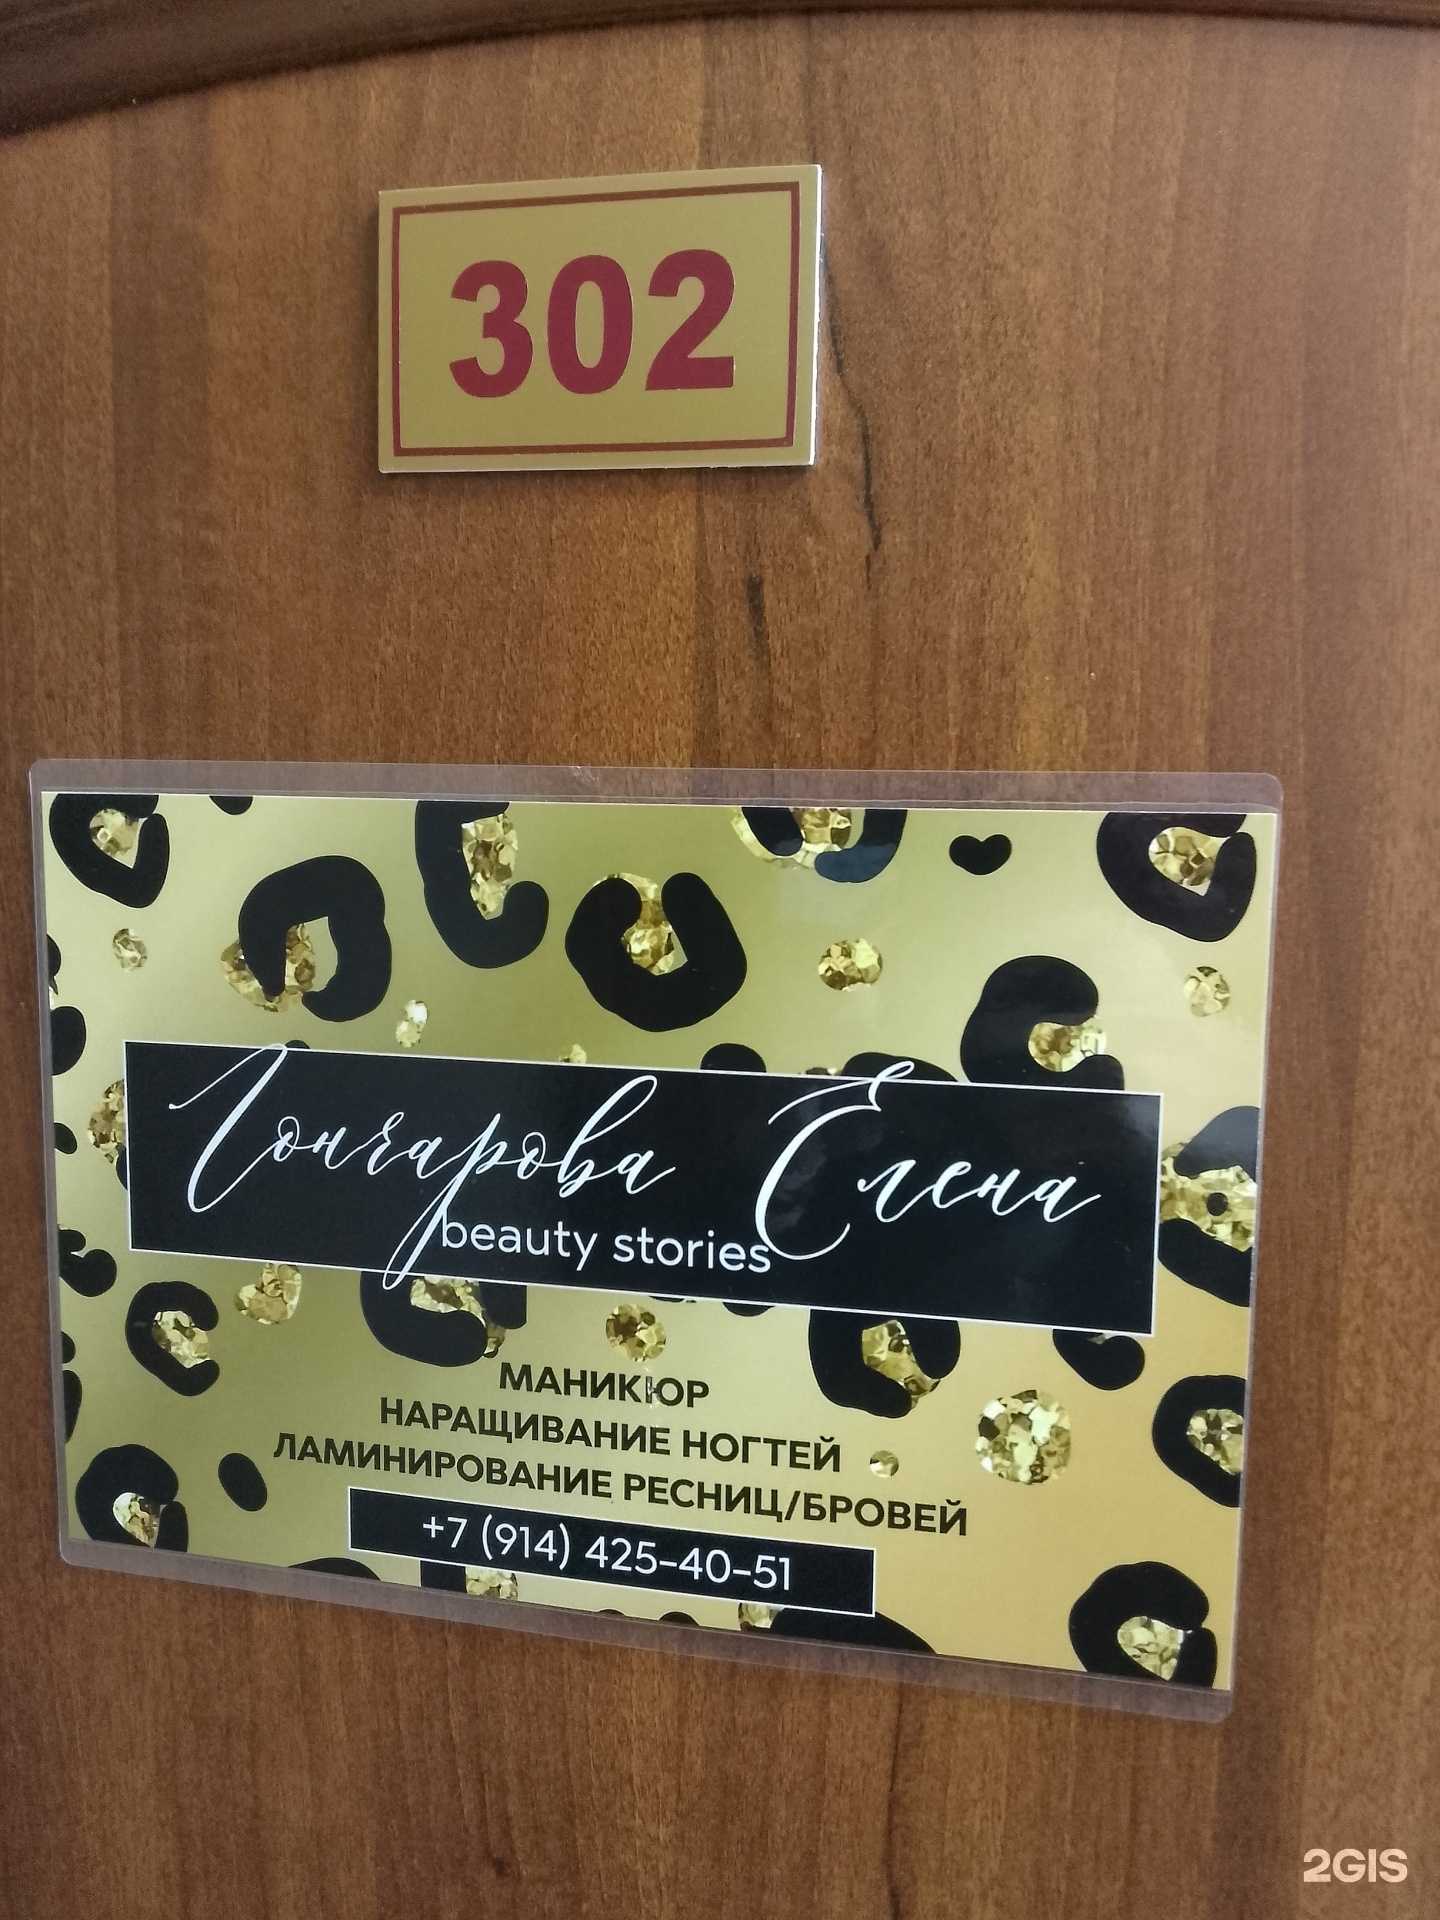 302
Гончарова Елена
beauty stories
МАНИКЮР
НАРАЩИВАНИЕ НОГТЕЙ
ЛАМИНИРОВАНИЕ РЕСНИЦ/БРОВЕЙ
+7 (914) 425-40-51
2GIS